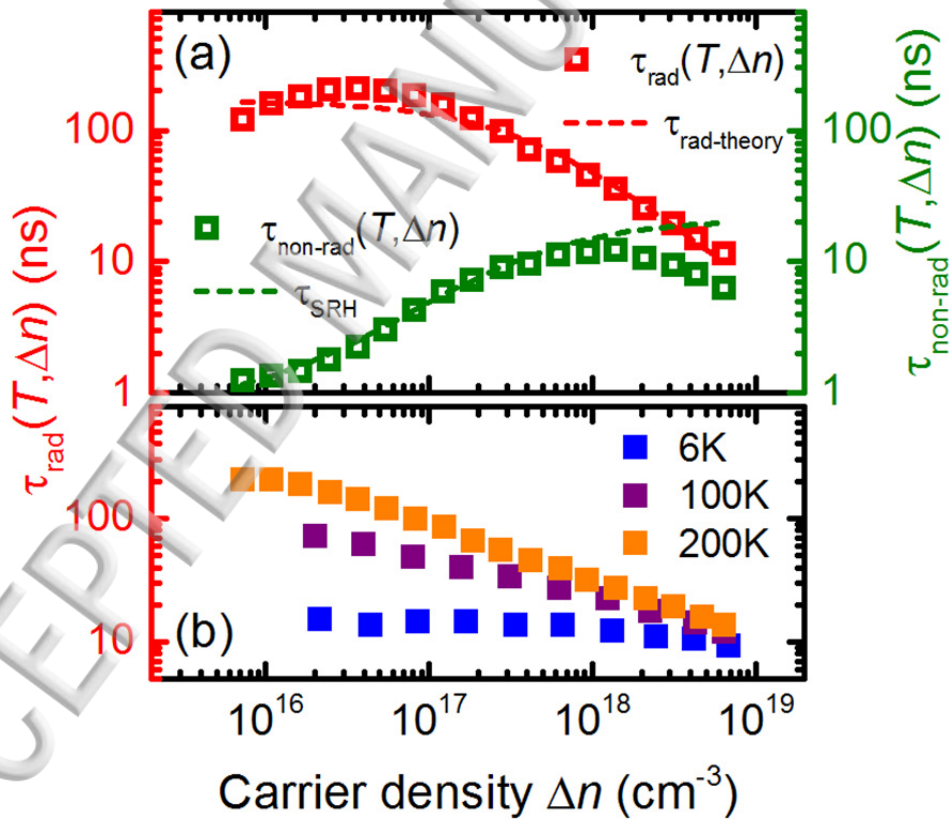 (a)
τrad(T,Δn)
τrad-theory
τnon-rad(T,Δn)
τSRH
100
10
1
100
10
1
τrad(T,Δn) (ns)
τnon-rad(T,Δn) (ns)
(b)
6K
100K
200K
100
10
10^16 10^17 10^18 10^19
Carrier density Δn (cm^-3)
CEPTED MANU